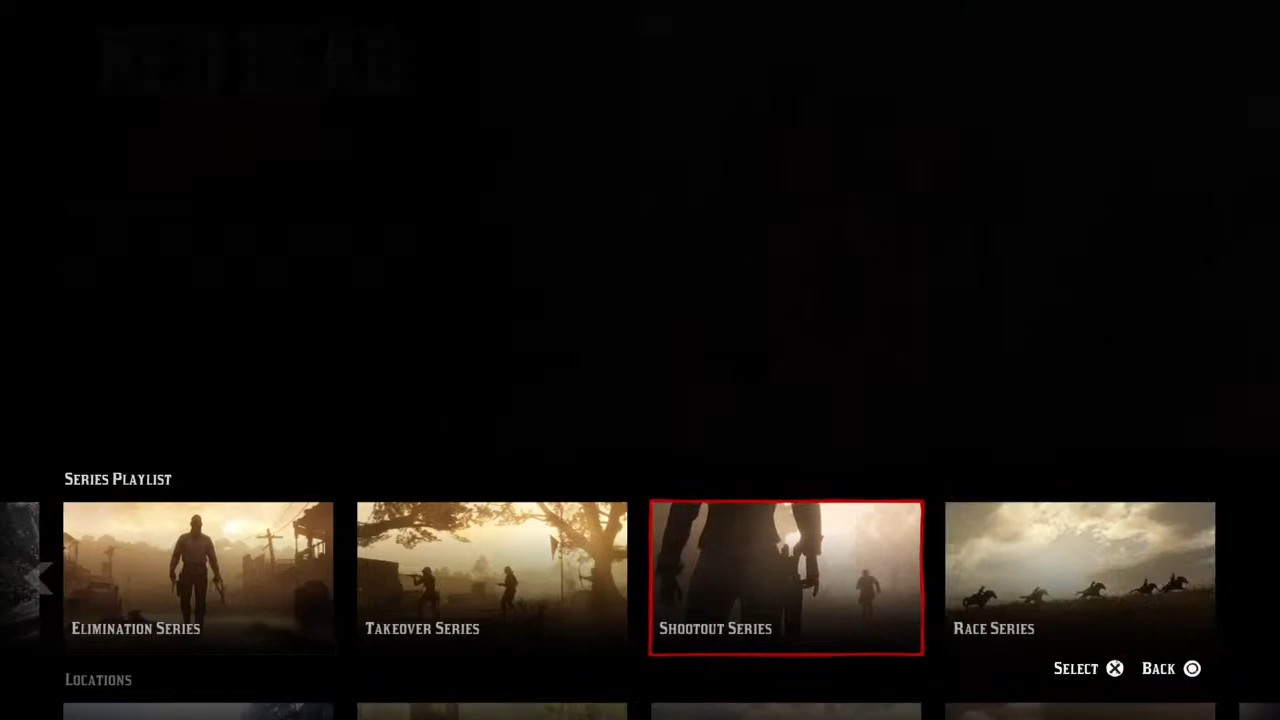 Series Playlist
Elimination Series
Takeover Series
Shootout Series
Race Series
Select
Back
Locations